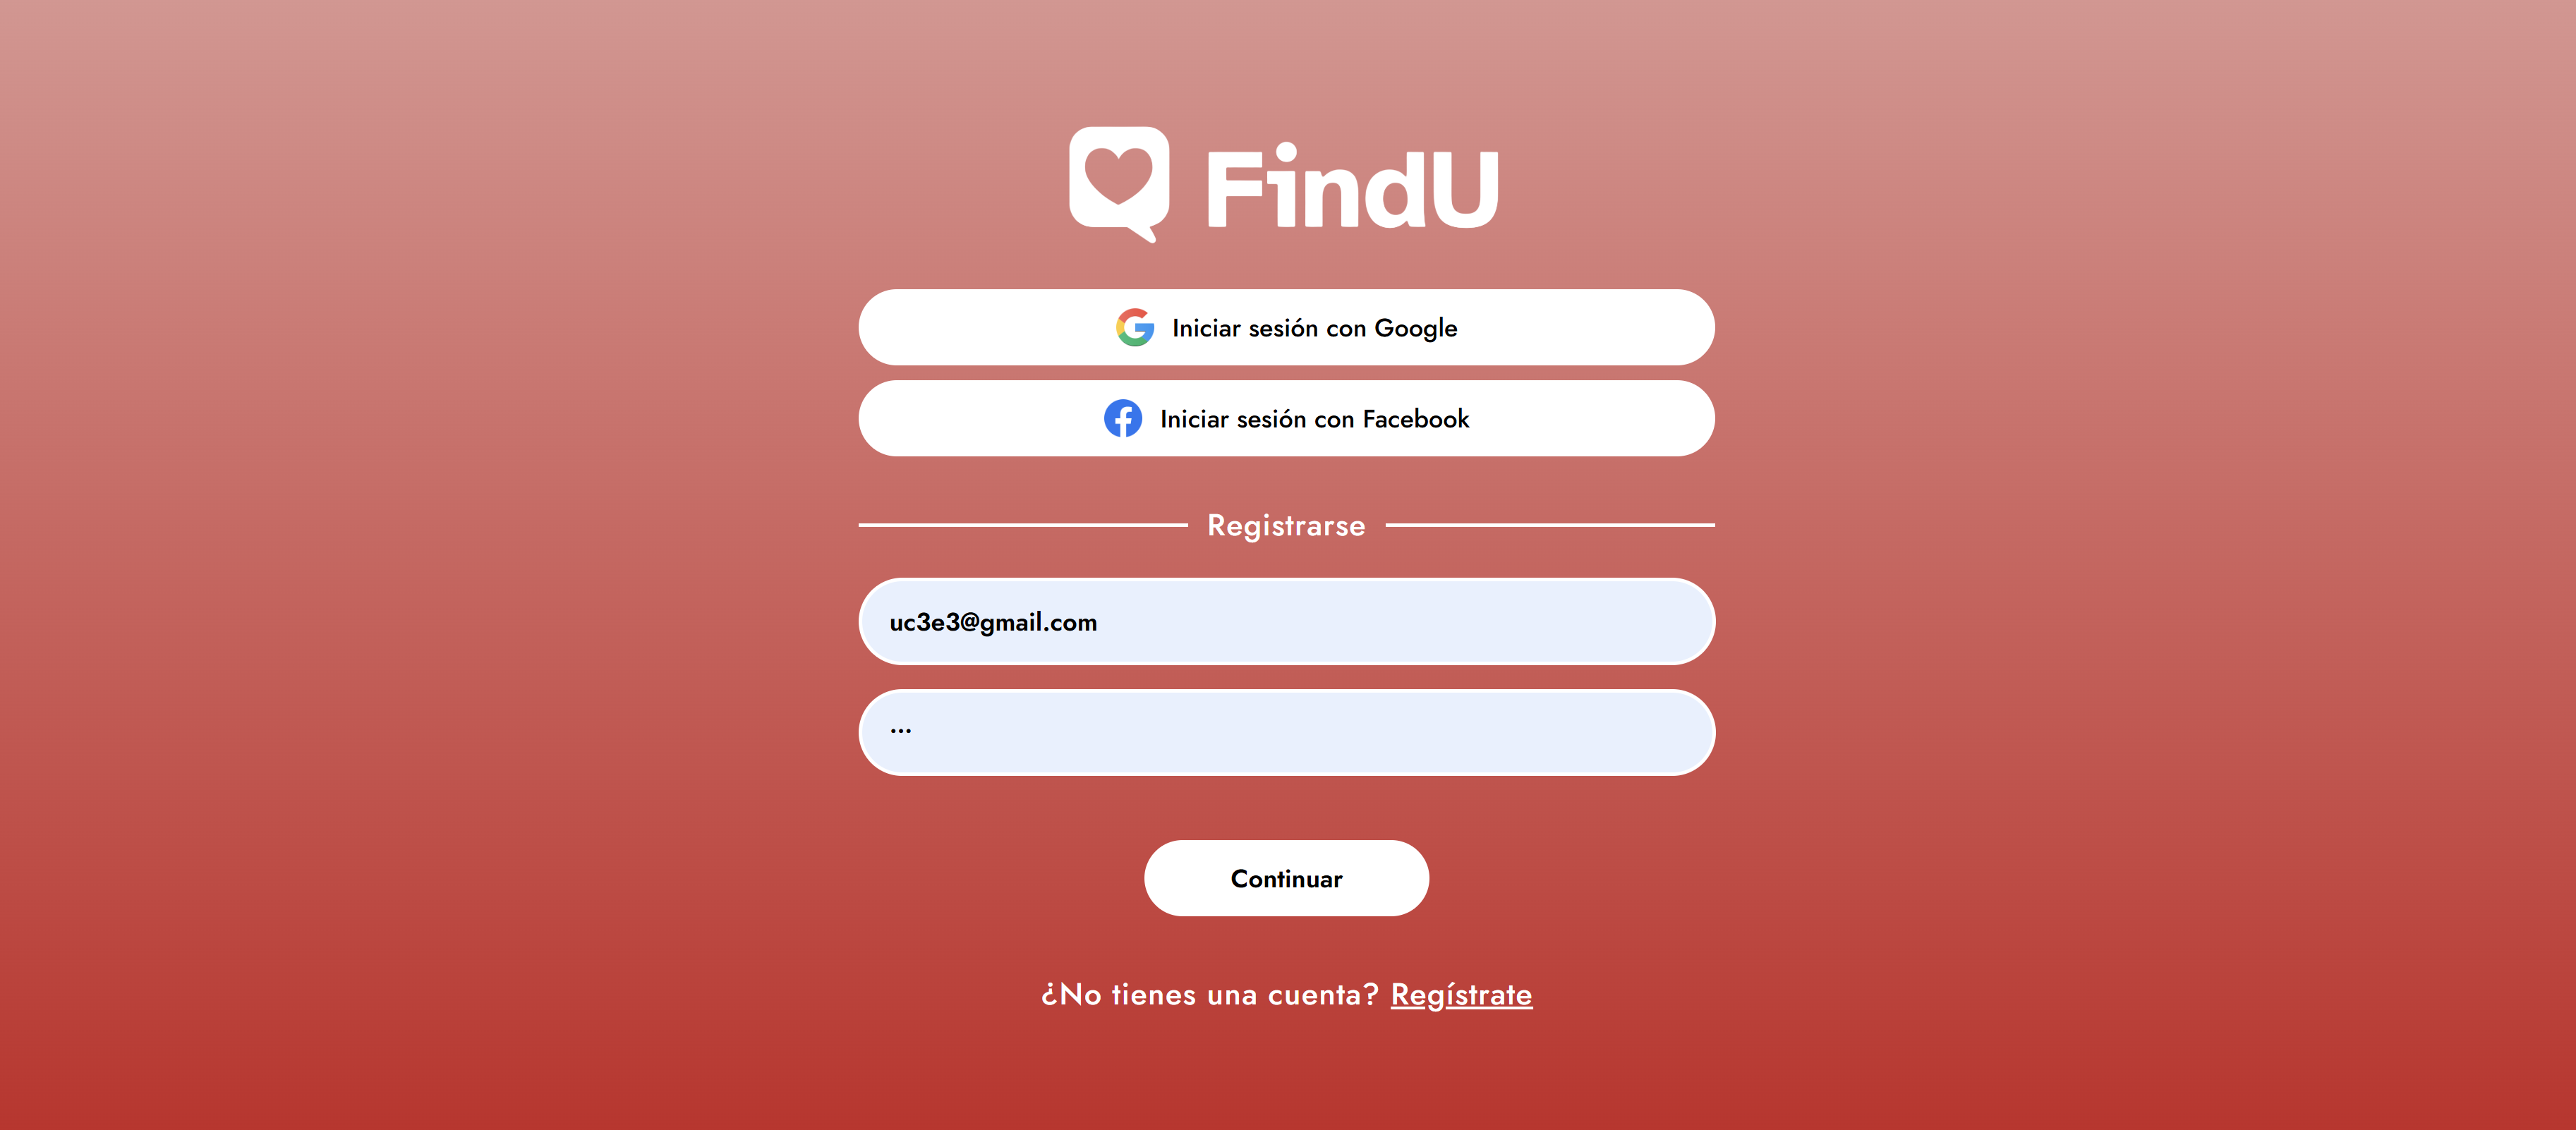 FindU
Iniciar sesión con Google
Iniciar sesión con Facebook
Registrarse
uc3e3@gmail.com
...
Continuar
¿No tienes una cuenta? Regístrate